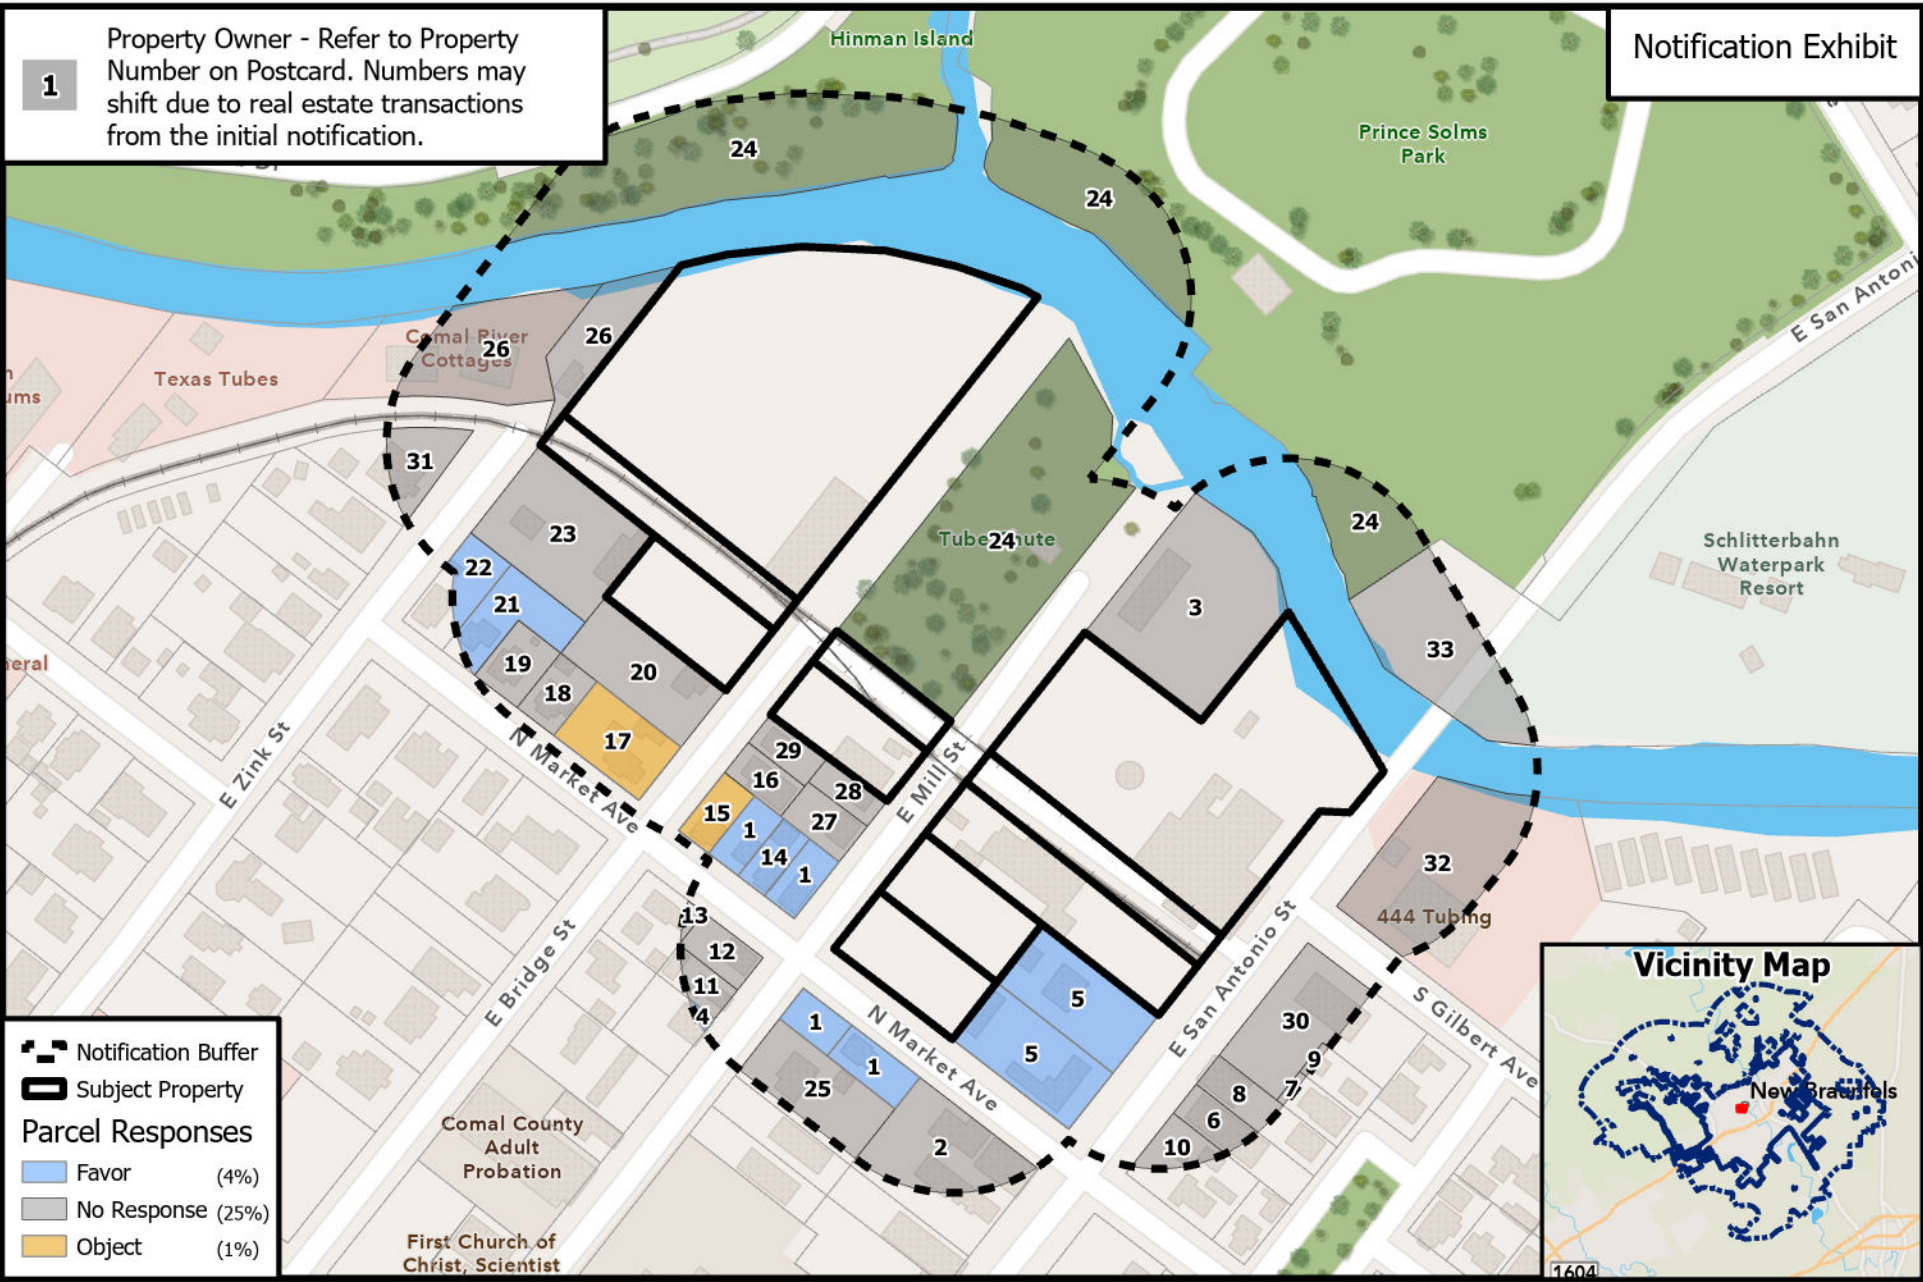 1
Property Owner - Refer to Property
Number on Postcard. Numbers may
shift due to real estate transactions
from the initial notification.
Notification Exhibit
Hinman Island
Prince Solms
Park
24
24
E San Antoni
26
Comal River
Cottages
26
Texas Tubes
ums
31
23
Tube Chute
24
24
3
Schlitterbahn
Waterpark
Resort
22
21
33
19
20
18
17
neral
E Zink St
N Market Ave
29
16
28
15
27
1
14
1
E Mill St
32
444 Tubing
13
12
11
4
E Bridge St
5
5
E San Antonio St
1
1
25
2
N Market Ave
30
9
7
8
6
10
S Gilbert Ave
Comal County
Adult
Probation
First Church of
Christ, Scientist
Notification Buffer
Subject Property
Parcel Responses
Favor (4%)
No Response (25%)
Object (1%)
Vicinity Map
New Braunfels
1604